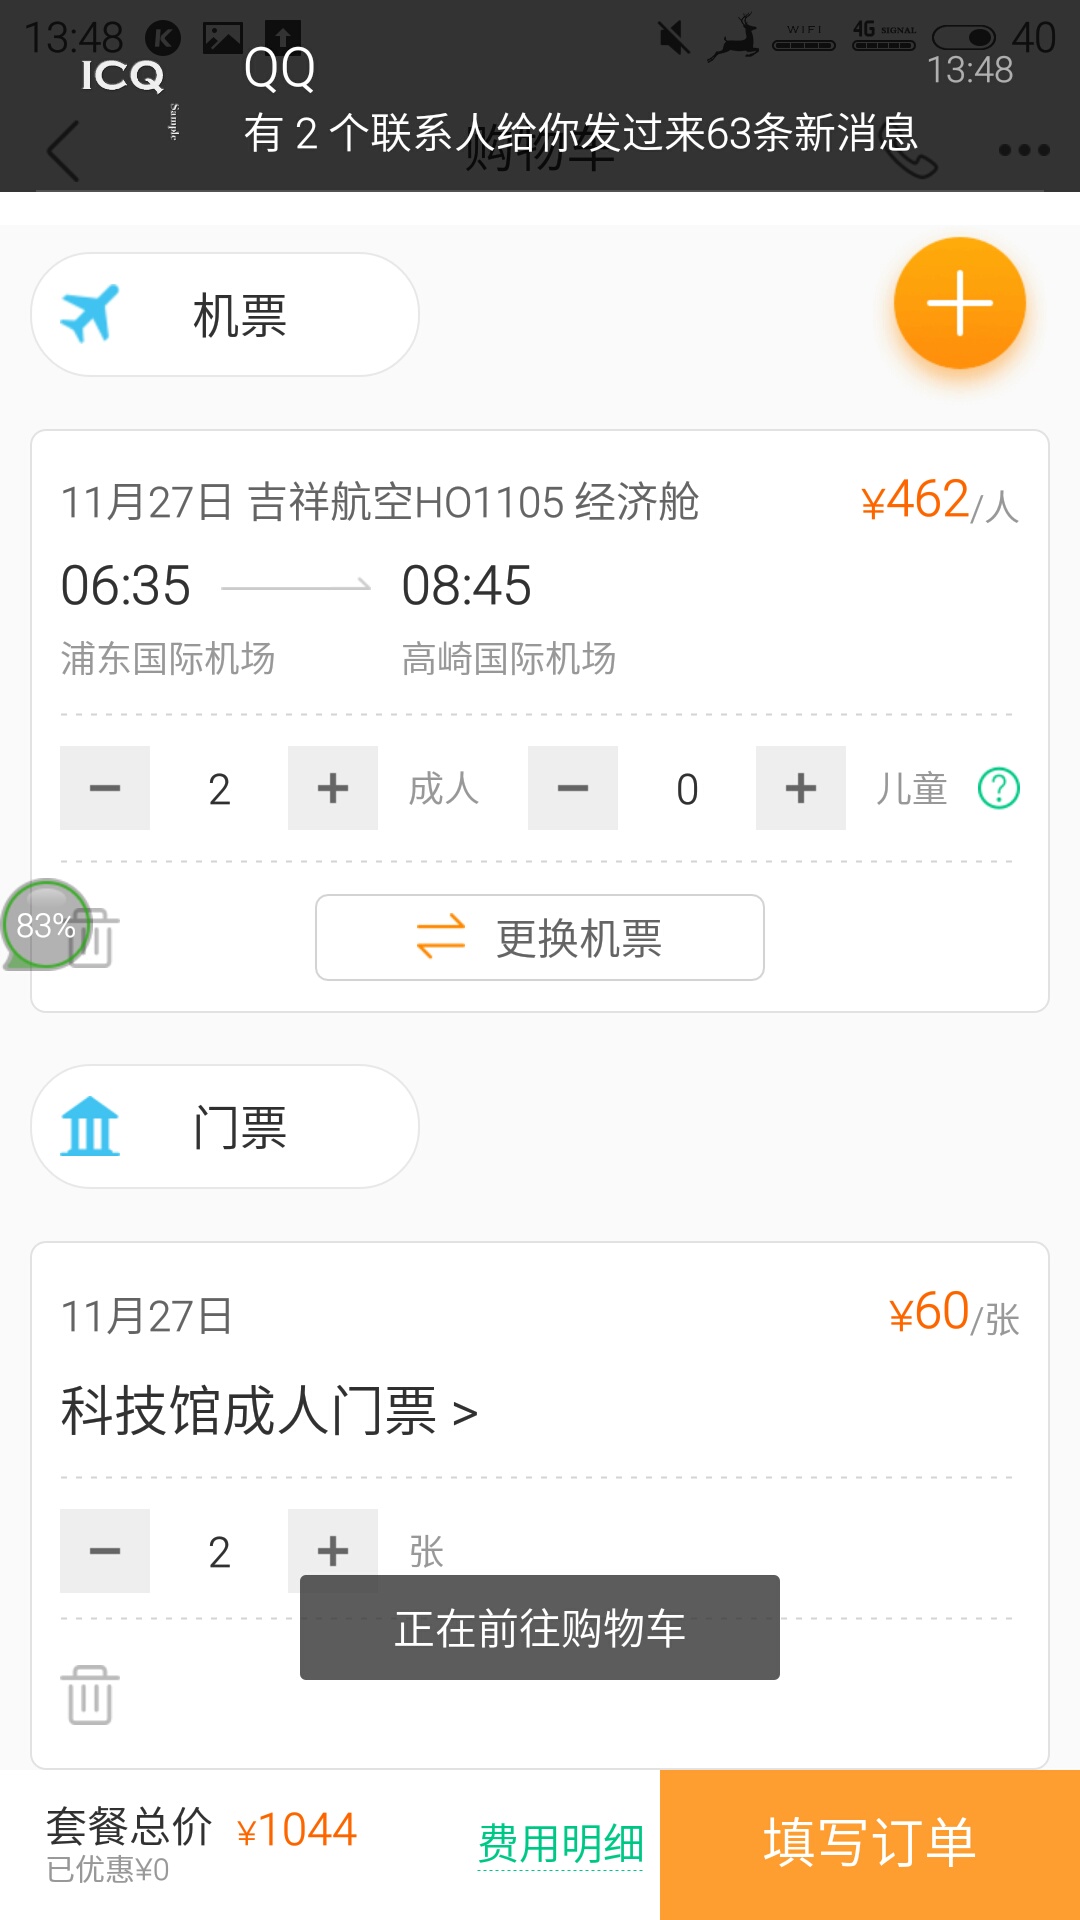 13:48
WIFI
4G SIGNAL
40
ICQ
Sample
QQ
13:48
有 2 个联系人给你发过来63条新消息
购物车
机票
11月27日 吉祥航空HO1105 经济舱
¥462/人
06:35
08:45
浦东国际机场
高崎国际机场
2
成人
0
儿童
?
83%
更换机票
门票
11月27日
¥60/张
科技馆成人门票 >
2
张
正在前往购物车
套餐总价 ¥1044
已优惠¥0
费用明细
填写订单